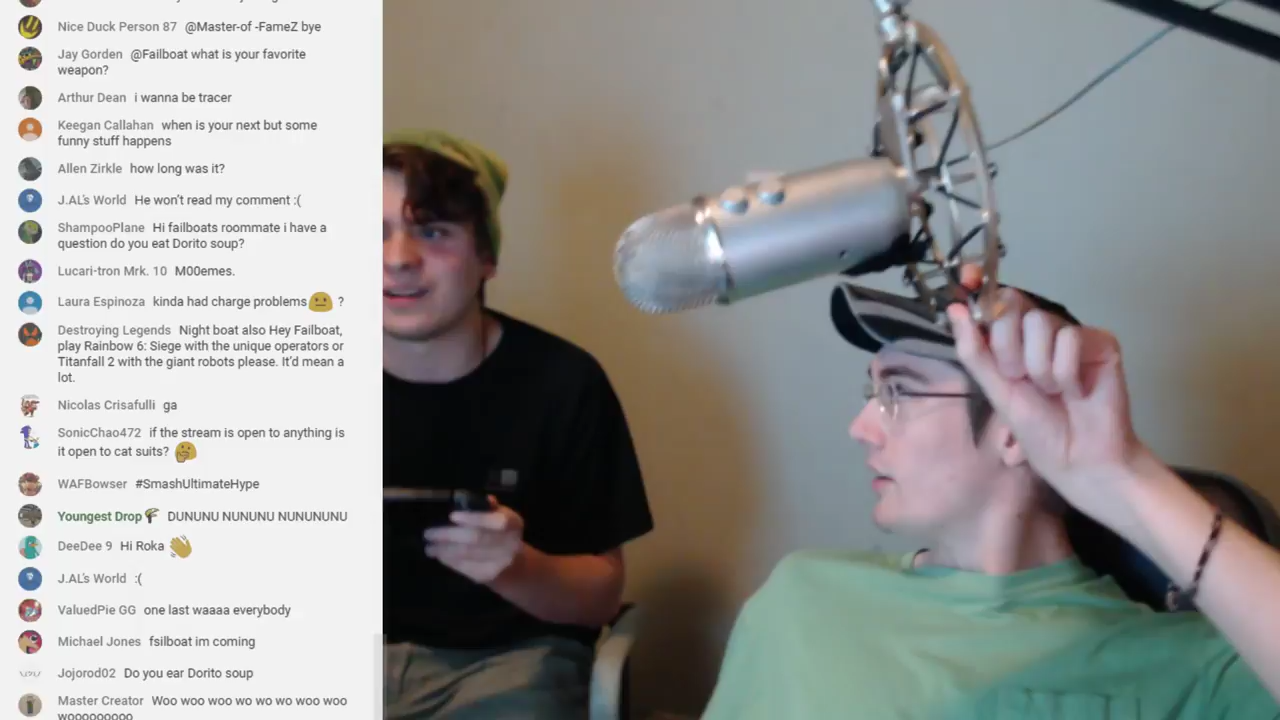 Nice Duck Person 87 @Master-of -FameZ bye
Jay Gorden @Failboat what is your favorite
weapon?
Arthur Dean i wanna be tracer
Keegan Callahan when is your next but some
funny stuff happens
Allen Zirkle how long was it?
J.AL's World He won't read my comment :(
ShampooPlane Hi failboats roommate i have a
question do you eat Dorito soup?
Lucari-tron Mrk. 10 M00emes.
Laura Espinoza kinda had charge problems ?
Destroying Legends Night boat also Hey Failboat,
play Rainbow 6: Siege with the unique operators or
Titanfall 2 with the giant robots please. It'd mean a
lot.
Nicolas Crisafulli ga
SonicChao472 if the stream is open to anything is
it open to cat suits?
WAFBowser #SmashUltimateHype
Youngest Drop DUNUNU NUNUNU NUNUNUNU
DeeDee 9 Hi Roka
J.AL's World :(
ValuedPie GG one last waaaa everybody
Michael Jones fsilboat im coming
Jojorod02 Do you ear Dorito soup
Master Creator Woo woo woo wo wo wo woo woo
woooooooooo